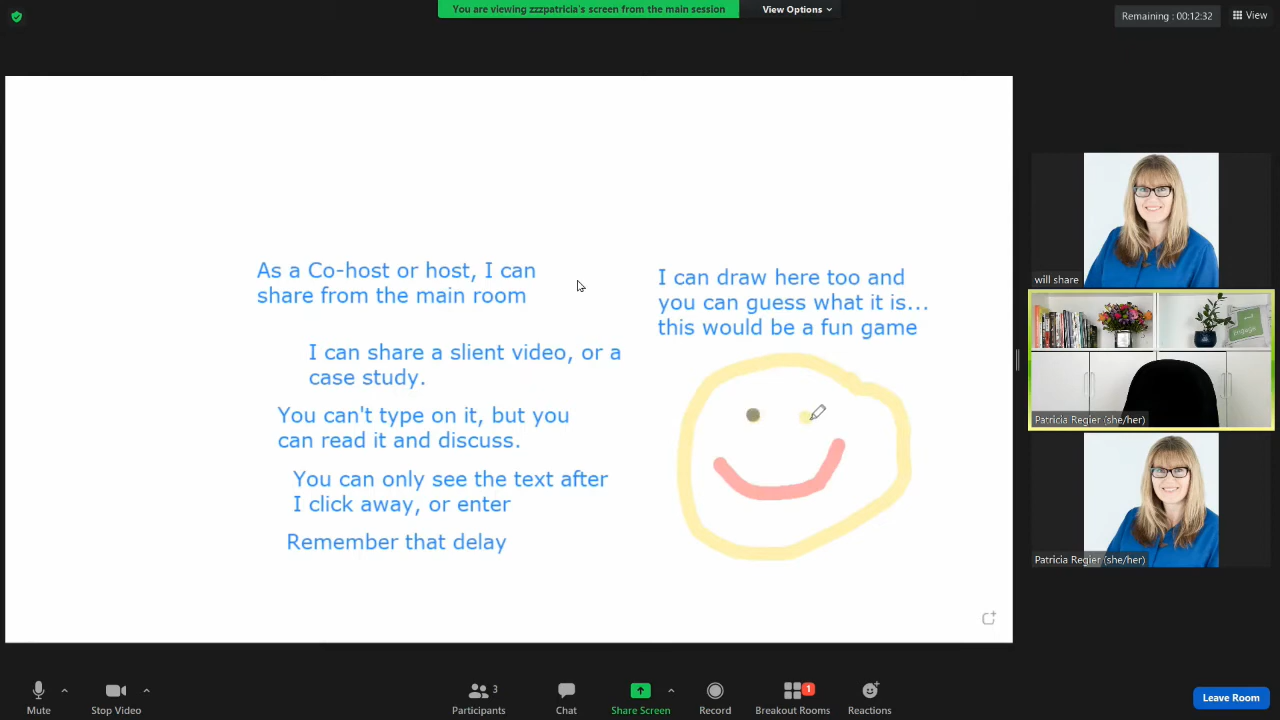 You are viewing zzzpatricia's screen from the main session
View Options
Remaining : 00:12:32
View
As a Co-host or host, I can
share from the main room
I can share a slient video, or a
case study.
You can't type on it, but you
can read it and discuss.
You can only see the text after
I click away, or enter
Remember that delay
I can draw here too and
you can guess what it is...
this would be a fun game
will share
engage
Patricia Regier (she/her)
Patricia Regier (she/her)
Mute
Stop Video
3
Participants
Chat
Share Screen
Record
1
Breakout Rooms
Reactions
Leave Room